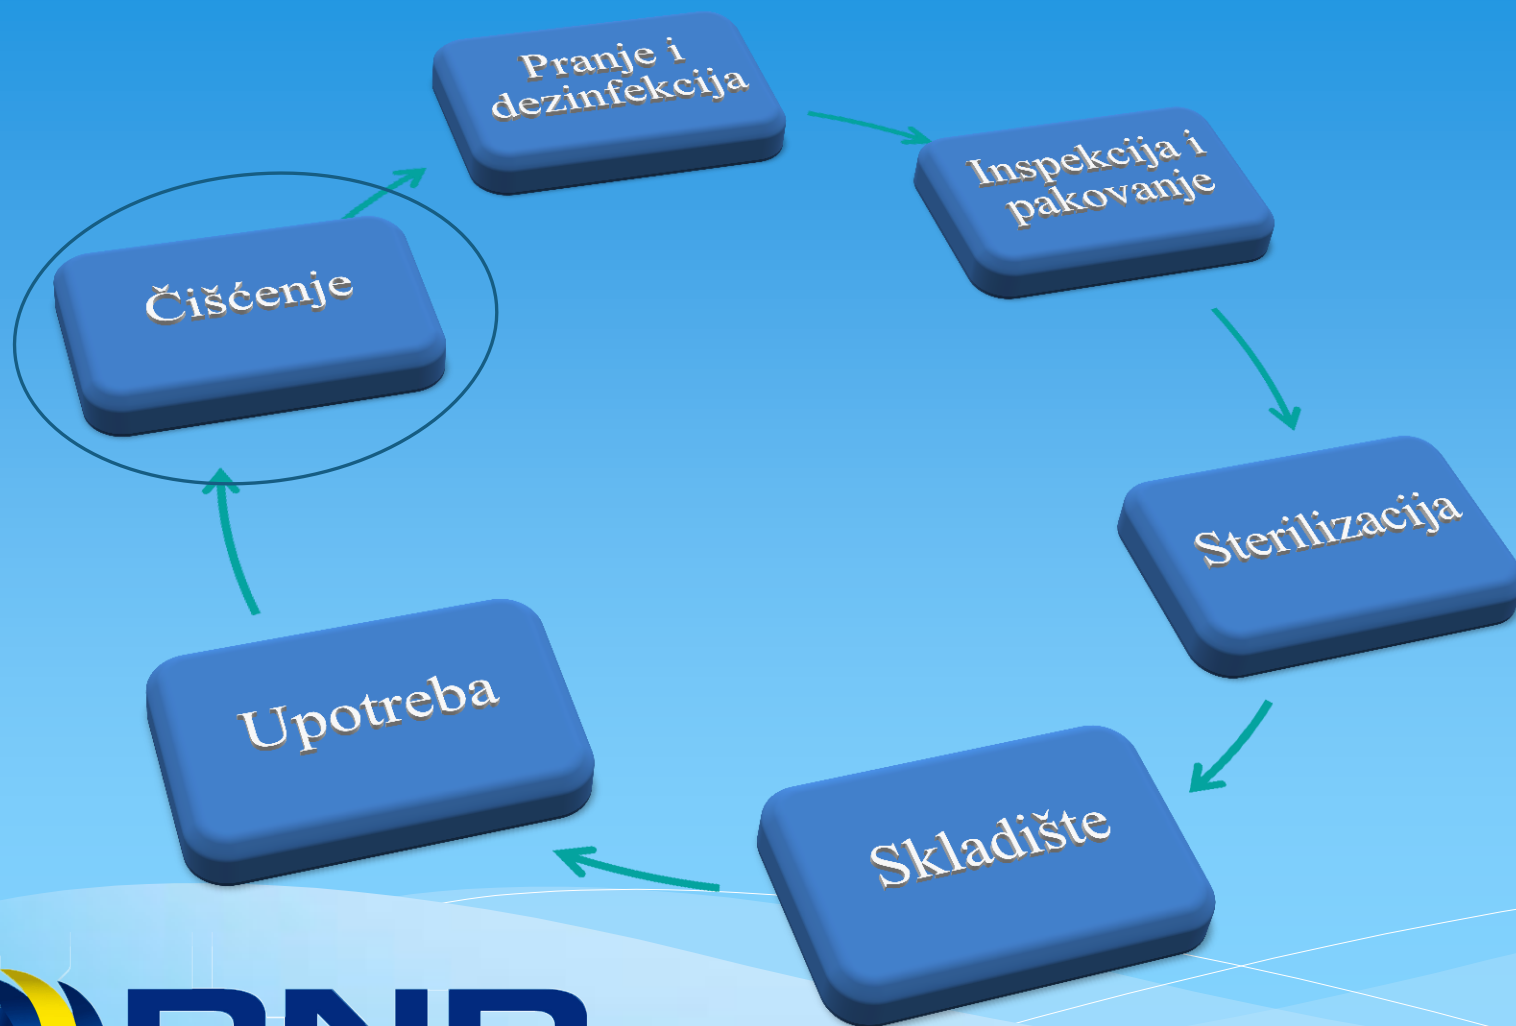 Pranje i
dezinfekcija
Inspekcija i
pakovanje
Čišćenje
Sterilizacija
Upotreba
Skladište